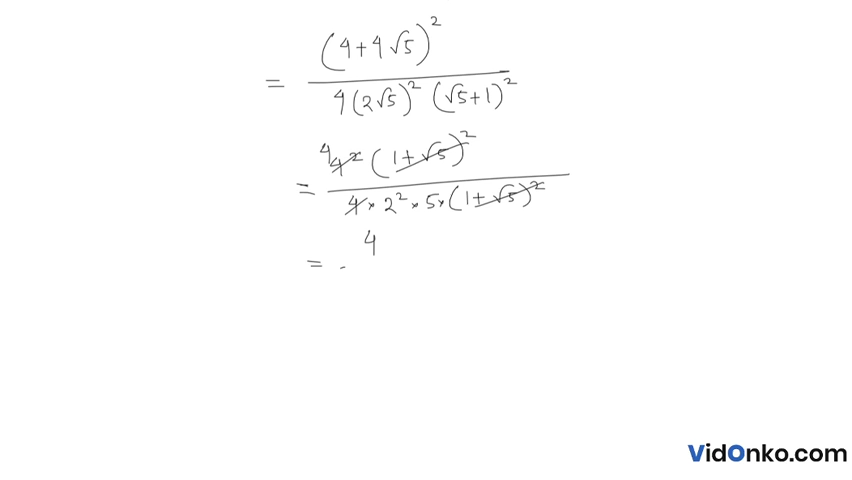 (4+4√5)²
= 4(2√5)² (√5+1)²
4 4² (1+√5)²
= 4 × 2² × 5 × (1+√5)²
4
=
VidOnko.com